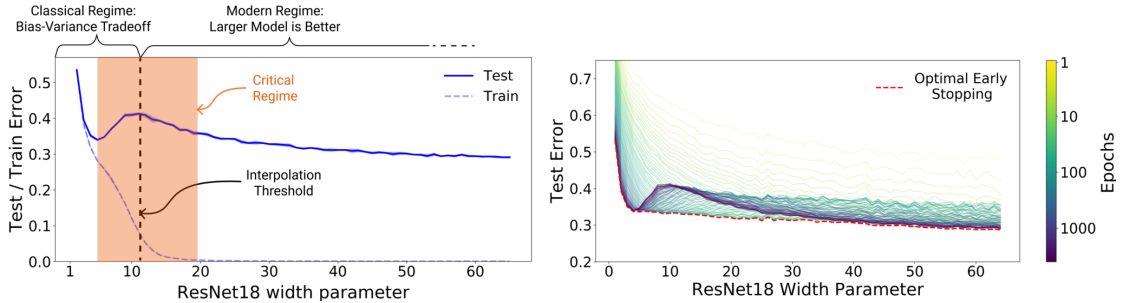 Classical Regime:
Bias-Variance Tradeoff
Modern Regime:
Larger Model is Better
Critical
Regime
Test
Train
Interpolation
Threshold
Test / Train Error
0.5
0.4
0.3
0.2
0.1
0.0
1
10
20
30
40
50
60
ResNet18 width parameter
Optimal Early
Stopping
Test Error
0.7
0.6
0.5
0.4
0.3
0.2
0
10
20
30
40
50
60
ResNet18 Width Parameter
1
10
100
1000
Epochs